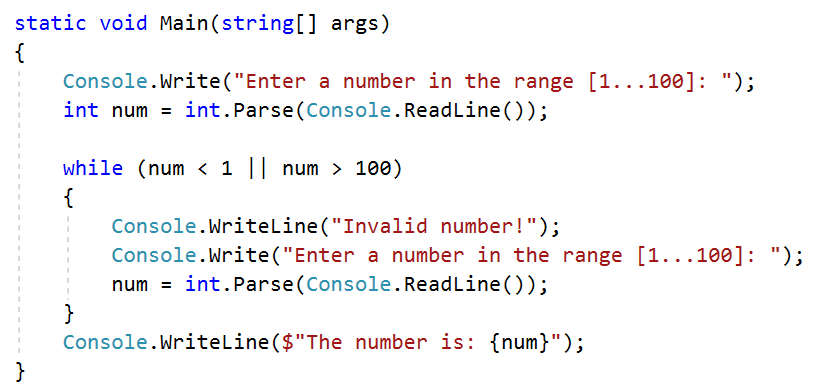 static void Main(string[] args)
{
    Console.Write("Enter a number in the range [1...100]: ");
    int num = int.Parse(Console.ReadLine());

    while (num < 1 || num > 100)
    {
        Console.WriteLine("Invalid number!");
        Console.Write("Enter a number in the range [1...100]: ");
        num = int.Parse(Console.ReadLine());
    }
    Console.WriteLine($"The number is: {num}");
}